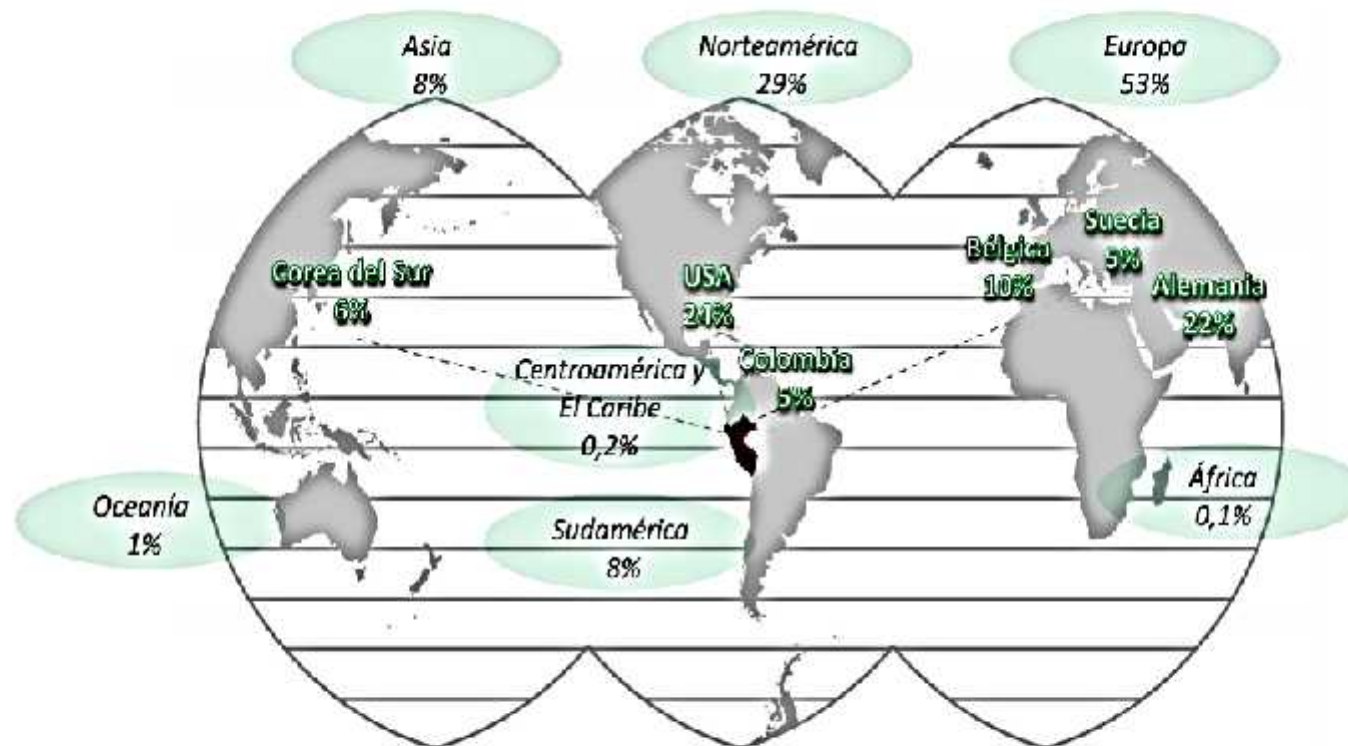 Asia
8%
Norteamérica
29%
Europa
53%
Corea del Sur
6%
USA
24%
Bélgica
10%
Suecia
5%
Alemania
22%
Colombia
5%
Centroamérica y
El Caribe
0,2%
Oceanía
1%
Sudamérica
8%
África
0,1%